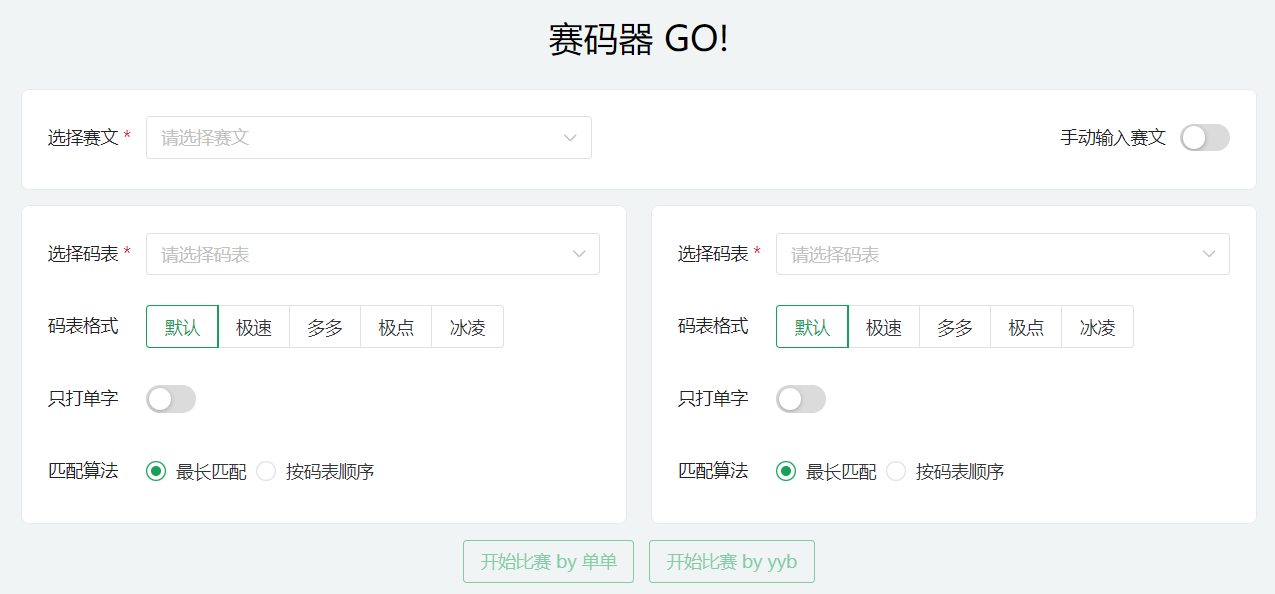 赛码器 GO!
选择赛文 * 请选择赛文 手动输入赛文
选择码表 * 请选择码表
码表格式 默认 极速 多多 极点 冰凌
只打单字
匹配算法 最长匹配 按码表顺序
选择码表 * 请选择码表
码表格式 默认 极速 多多 极点 冰凌
只打单字
匹配算法 最长匹配 按码表顺序
开始比赛 by 单单 开始比赛 by yyb